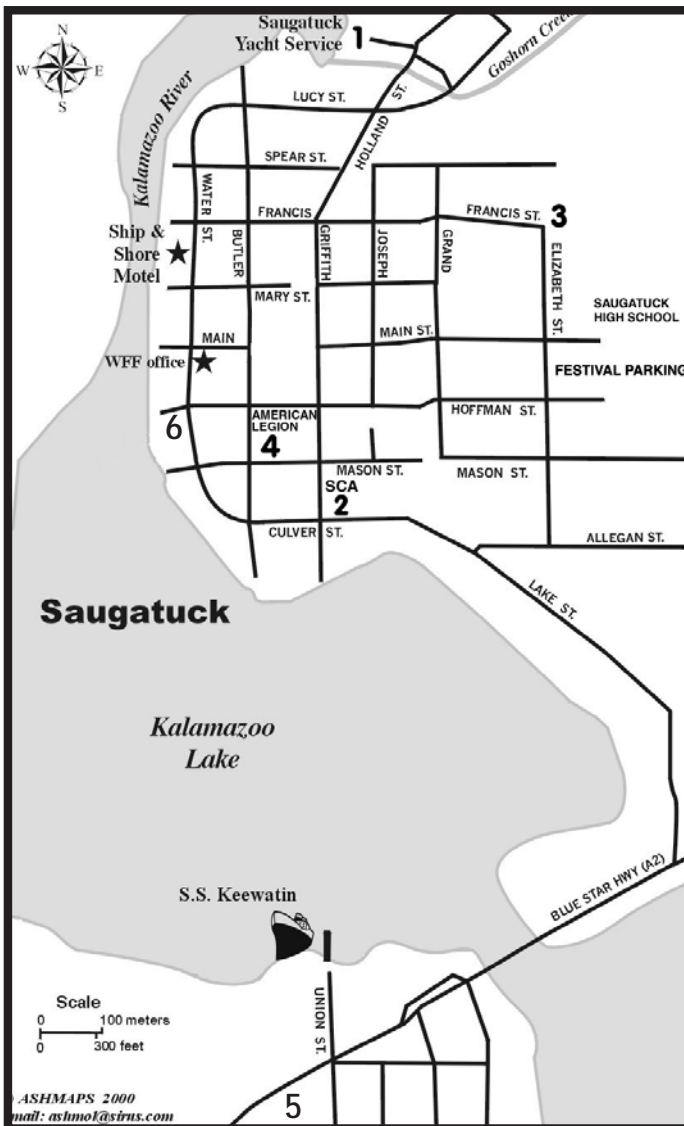 Saugatuck
Yacht Service
1
Goshorn Creek
N
W
E
S
Kalamazoo River
LUCY ST.
HOLLAND ST.
SPEAR ST.
WATER ST.
FRANCIS
FRANCIS ST.
3
Ship &
Shore
Motel
BUTLER
GRIFFITH
JOSEPH
GRAND
ELIZABETH ST.
MARY ST.
SAUGATUCK
HIGH SCHOOL
MAIN
MAIN ST.
WFF office
FESTIVAL PARKING
6
AMERICAN
LEGION
4
HOFFMAN ST.
MASON ST.
MASON ST.
SCA
2
CULVER ST.
ALLEGAN ST.
LAKE ST.
Saugatuck
Kalamazoo
Lake
S.S. Keewatin
BLUE STAR HWY (A2)
UNION ST.
Scale
0 100 meters
0 300 feet
5
) ASHMAPS 2000
mail: ashmol@sirus.com